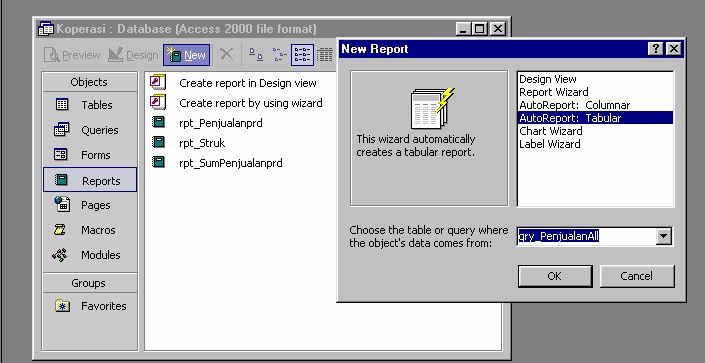 Koperasi : Database (Access 2000 file format)
Preview Design New
Objects
Tables
Queries
Forms
Reports
Pages
Macros
Modules
Groups
Favorites
Create report in Design view
Create report by using wizard
rpt_Penjualanprd
rpt_Struk
rpt_SumPenjualanprd
New Report
This wizard automatically
creates a tabular report.
Design View
Report Wizard
AutoReport: Columnar
AutoReport: Tabular
Chart Wizard
Label Wizard
Choose the table or query where
the object's data comes from:
qry_PenjualanAll
OK
Cancel